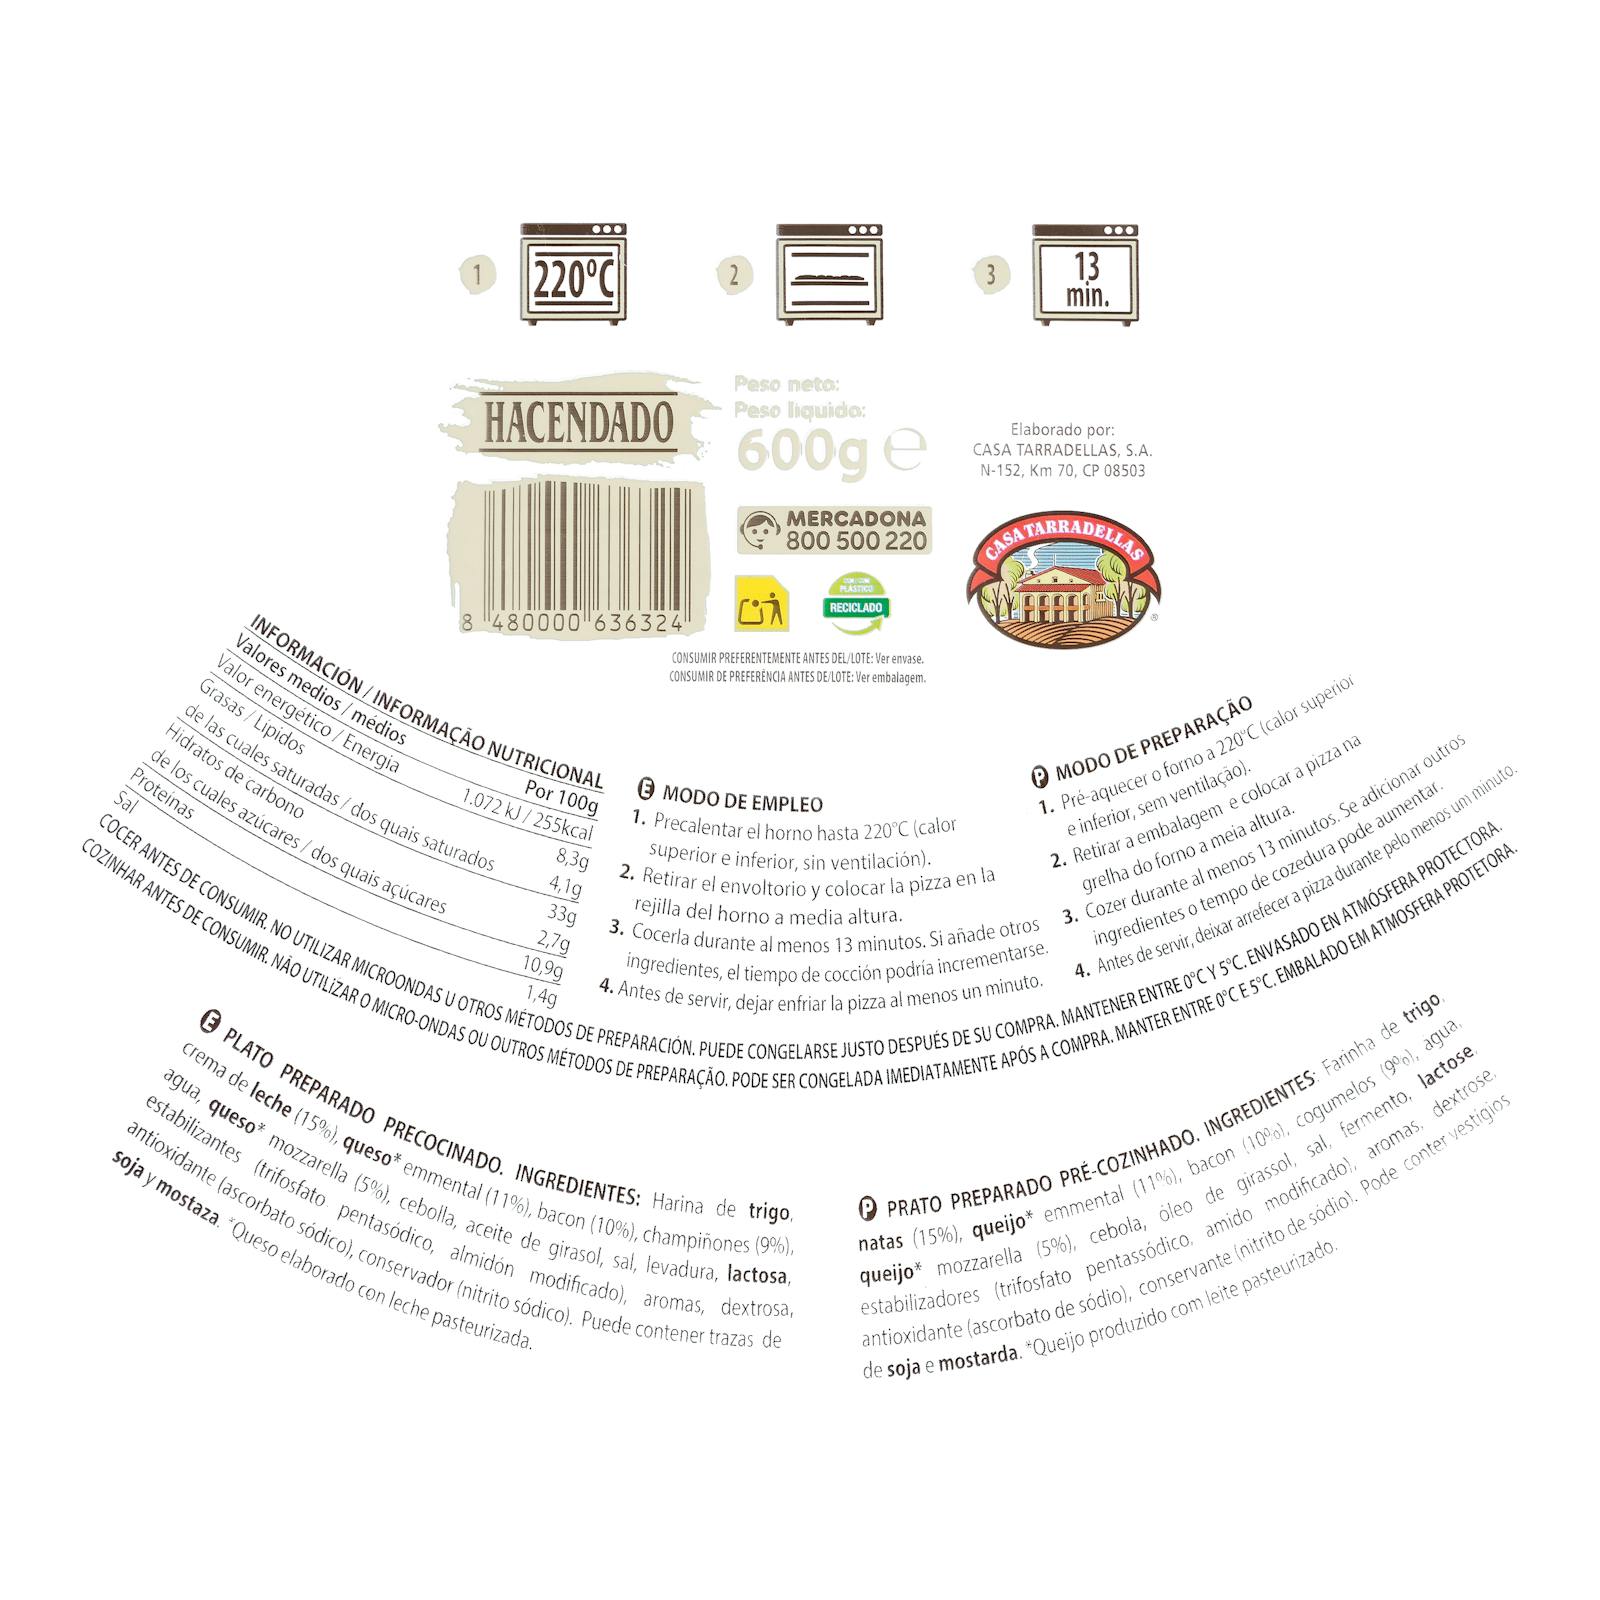 1
220°C
2
3
13
min.
HACENDADO
Peso neto:
Peso líquido:
600g e
Elaborado por:
CASA TARRADELLAS, S.A.
N-152, Km 70, CP 08503
MERCADONA
800 500 220
CASA TARRADELLAS
®
PLÁSTICO
RECICLADO
8 480000 636324
CONSUMIR PREFERENTEMENTE ANTES DEL/LOTE: Ver envase.
CONSUMIR DE PREFERÊNCIA ANTES DE/LOTE: Ver embalagem.
INFORMACIÓN / INFORMAÇÃO NUTRICIONAL
Valores medios / médios Por 100g
Valor energético / Energia 1.072 kJ / 255kcal
Grasas / Lípidos 8,3g
de las cuales saturadas / dos quais saturados 4,1g
Hidratos de carbono 33g
de los cuales azúcares / dos quais açúcares 2,7g
Proteínas 10,9g
Sal 1,4g
E MODO DE EMPLEO
1. Precalentar el horno hasta 220°C (calor
superior e inferior, sin ventilación).
2. Retirar el envoltorio y colocar la pizza en la
rejilla del horno a media altura.
3. Cocerla durante al menos 13 minutos. Si añade otros
ingredientes, el tiempo de cocción podría incrementarse.
4. Antes de servir, dejar enfriar la pizza al menos un minuto.
P MODO DE PREPARAÇÃO
1. Pré-aquecer o forno a 220°C (calor superior
e inferior, sem ventilação).
2. Retirar a embalagem e colocar a pizza na
grelha do forno a meia altura.
3. Cozer durante al menos 13 minutos. Se adicionar outros
ingredientes o tempo de cozedura pode aumentar.
4. Antes de servir, deixar arrefecer a pizza durante pelo menos um minuto.
COCER ANTES DE CONSUMIR. NO UTILIZAR MICROONDAS U OTROS MÉTODOS DE PREPARACIÓN. PUEDE CONGELARSE JUSTO DESPUÉS DE SU COMPRA. MANTENER ENTRE 0°C Y 5°C. ENVASADO EN ATMÓSFERA PROTECTORA.
COZINHAR ANTES DE CONSUMIR. NÃO UTILIZAR O MICRO-ONDAS OU OUTROS MÉTODOS DE PREPARAÇÃO. PODE SER CONGELADA IMEDIATAMENTE APÓS A COMPRA. MANTER ENTRE 0°C E 5°C. EMBALADO EM ATMOSFERA PROTETORA.
E PLATO PREPARADO PRECOCINADO. INGREDIENTES: Harina de trigo,
crema de leche (15%), queso* emmental (11%), bacon (10%), champiñones (9%),
agua, queso* mozzarella (5%), cebolla, aceite de girasol, sal, levadura, lactosa,
estabilizantes (trifosfato pentasódico, almidón modificado), aromas, dextrosa,
antioxidante (ascorbato sódico), conservador (nitrito sódico). Puede contener trazas de
soja y mostaza. *Queso elaborado con leche pasteurizada.
P PRATO PREPARADO PRÉ-COZINHADO. INGREDIENTES: Farinha de trigo,
natas (15%), queijo* emmental (11%), bacon (10%), cogumelos (9%), agua,
queijo* mozzarella (5%), cebola, óleo de girassol, sal, fermento, lactose,
estabilizadores (trifosfato pentassódico, amido modificado), aromas, dextrose,
antioxidante (ascorbato de sódio), conservante (nitrito de sódio). Pode conter vestigios
de soja e mostarda. *Queijo produzido com leite pasteurizado.